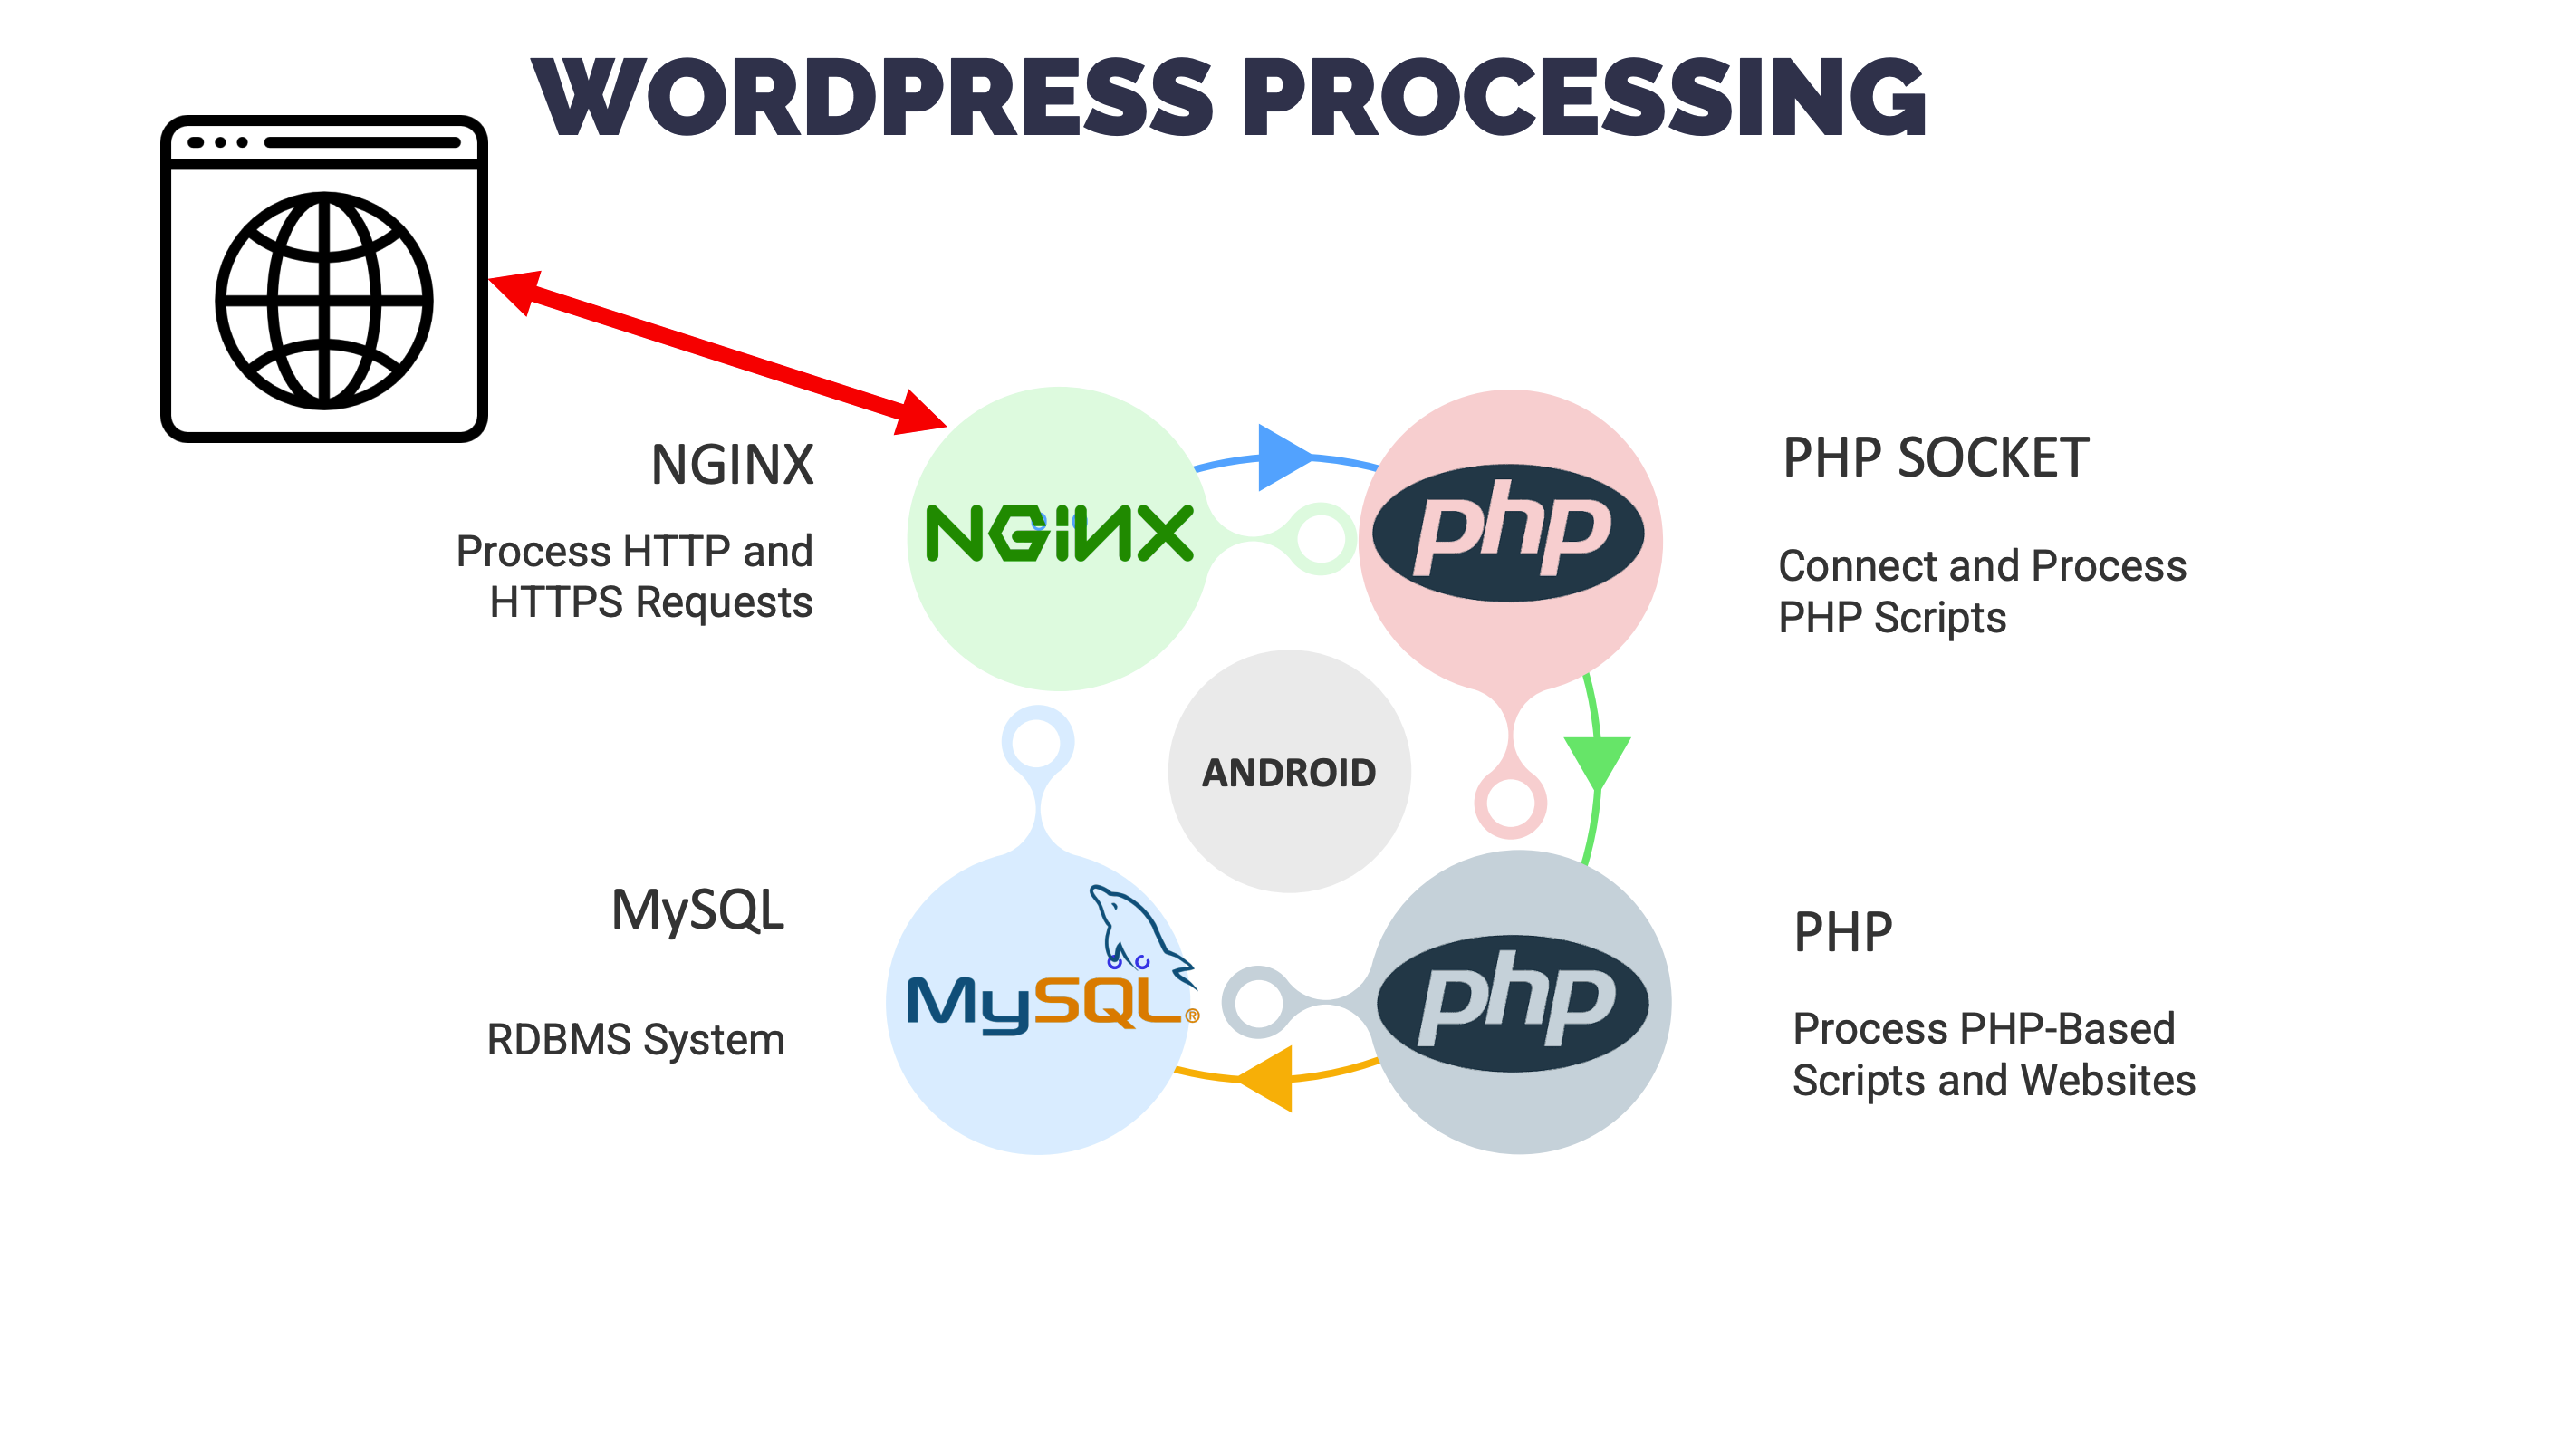 WORDPRESS PROCESSING
NGINX
Process HTTP and
HTTPS Requests
NGiNX
php
PHP SOCKET
Connect and Process
PHP Scripts
ANDROID
MySQL
RDBMS System
MySQL®
php
PHP
Process PHP-Based
Scripts and Websites